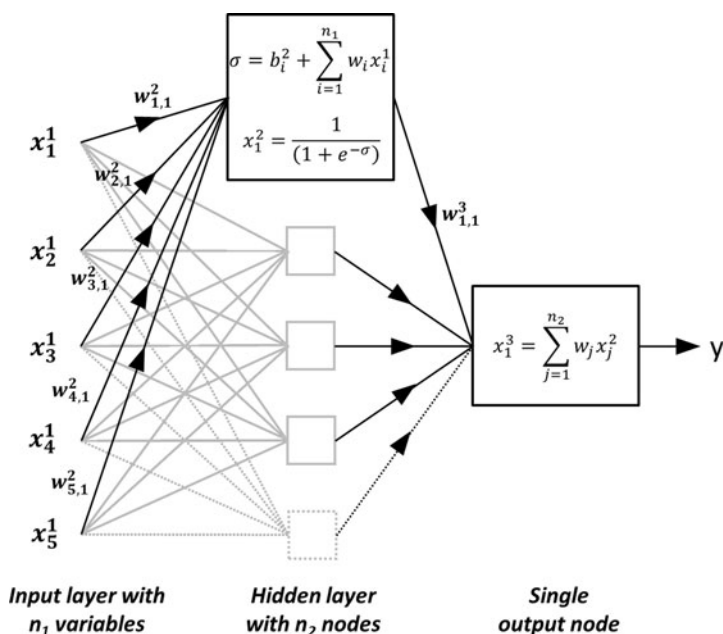 σ = b_i^2 + ∑_{i=1}^{n_1} w_i x_i^1
x_1^2 = 1 / (1 + e^{-σ})
w_{1,1}^2
x_1^1
w_{2,1}^2
w_{1,1}^3
x_2^1
w_{3,1}^2
x_3^1
x_1^3 = ∑_{j=1}^{n_2} w_j x_j^2
y
w_{4,1}^2
x_4^1
w_{5,1}^2
x_5^1
Input layer with
n_1 variables
Hidden layer
with n_2 nodes
Single
output node